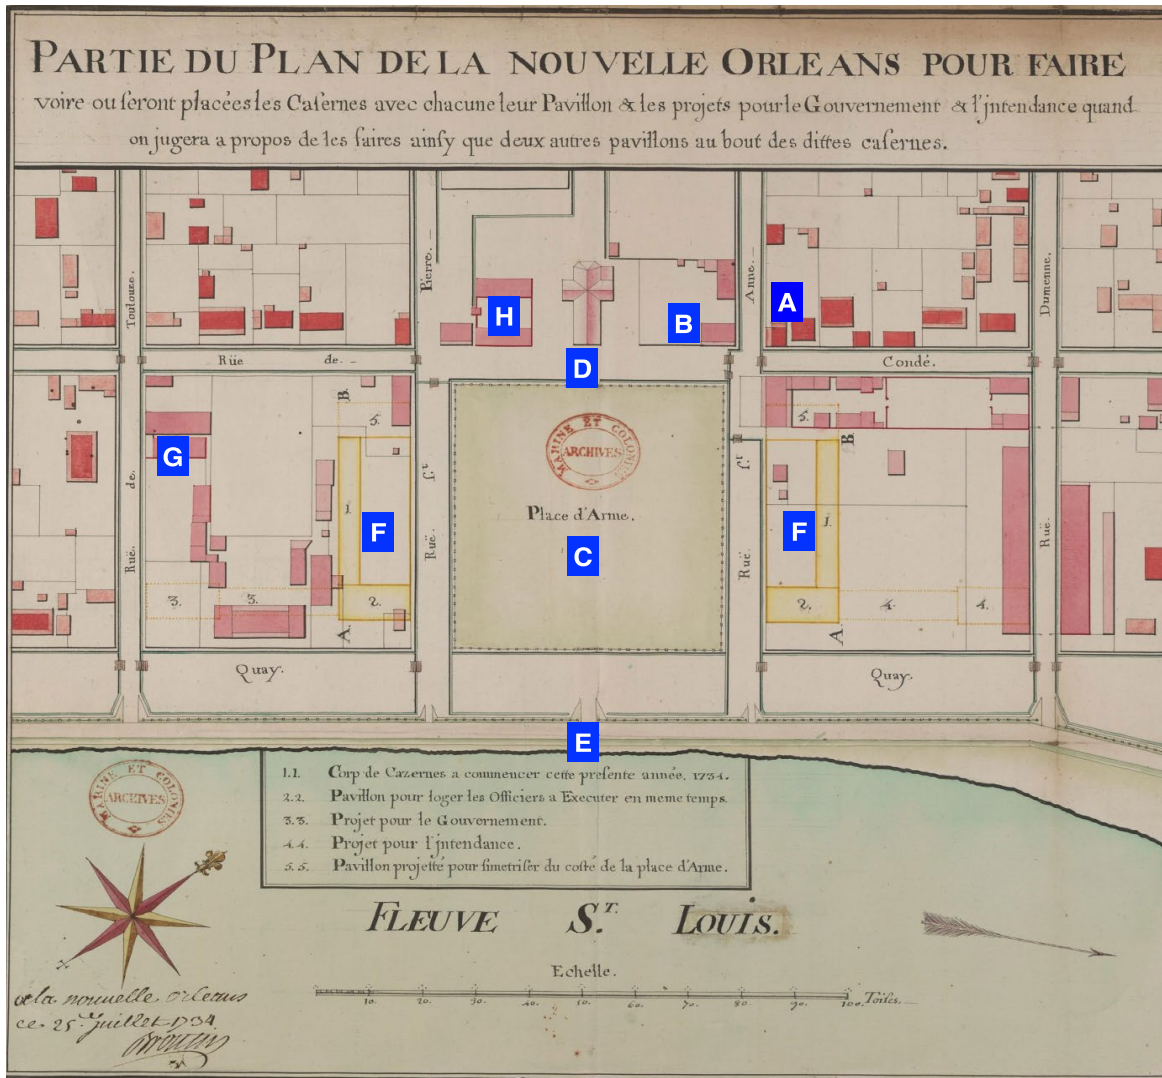 PARTIE DU PLAN DE LA NOUVELLE ORLEANS POUR FAIRE
voire ou seront placées les Casernes avec chacune leur Pavillon & les projets pour le Gouvernement & l'jntendance quand
on jugera a propos de les faires ainsy que deux autres pavillons au bout des dittes casernes.
Toulouze.
Pierre.
Anne.
Dumenne.
A
H
B
Rüe de.
D
Condé.
B.
5.
5.
B
MARINE ET COLONIES
ARCHIVES
G
de
St
St
1.
F
Place d'Arme.
F
1.
Rüe
Rüe
C
Rüe.
Rüe
3.
3.
2.
2.
4.
4.
A
A
Quay.
Quay.
E
MARINE ET COLONIES
ARCHIVES
1.1. Corp de Cazernes a commencer cette presente année. 1734.
2.2. Pavillon pour loger les Officiers a Executer en meme temps.
3.3. Projet pour le Gouvernement.
4.4. Projet pour l'jntendance.
5.5. Pavillon projetté pour simetriser du costé de la place d'Arme.
FLEUVE ST. LOUIS.
Echelle.
10. 20. 30. 40. 50. 60. 70. 80. 90. 100. Toises.
a la nouvelle orleans
ce 25 Juillet 1734
Broutin